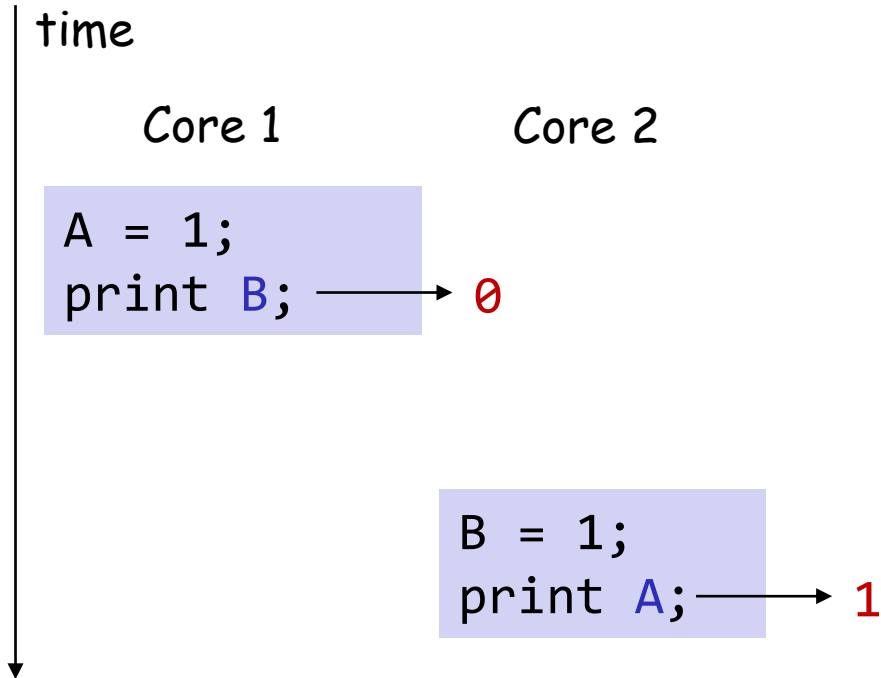 time
Core 1 Core 2
A = 1;
print B; 0
B = 1;
print A; 1